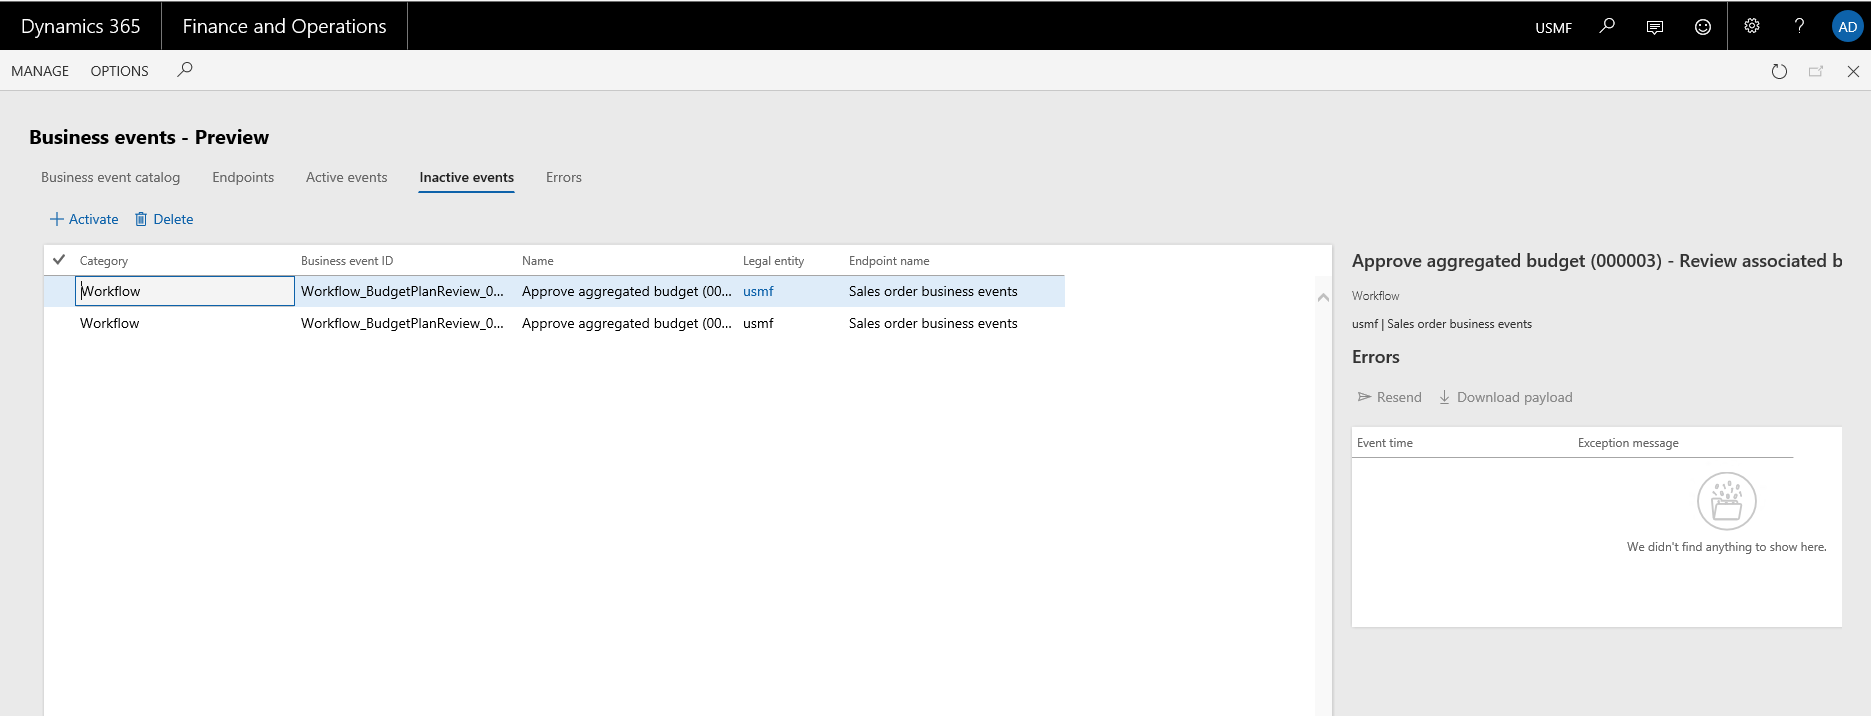 Dynamics 365 Finance and Operations USMF ? AD
MANAGE OPTIONS
Business events - Preview
Business event catalog Endpoints Active events Inactive events Errors
Activate Delete
Category Business event ID Name Legal entity Endpoint name
Workflow Workflow_BudgetPlanReview_0... Approve aggregated budget (00... usmf Sales order business events
Workflow Workflow_BudgetPlanReview_0... Approve aggregated budget (00... usmf Sales order business events
Approve aggregated budget (000003) - Review associated b
Workflow
usmf | Sales order business events
Errors
Resend Download payload
Event time Exception message
We didn't find anything to show here.